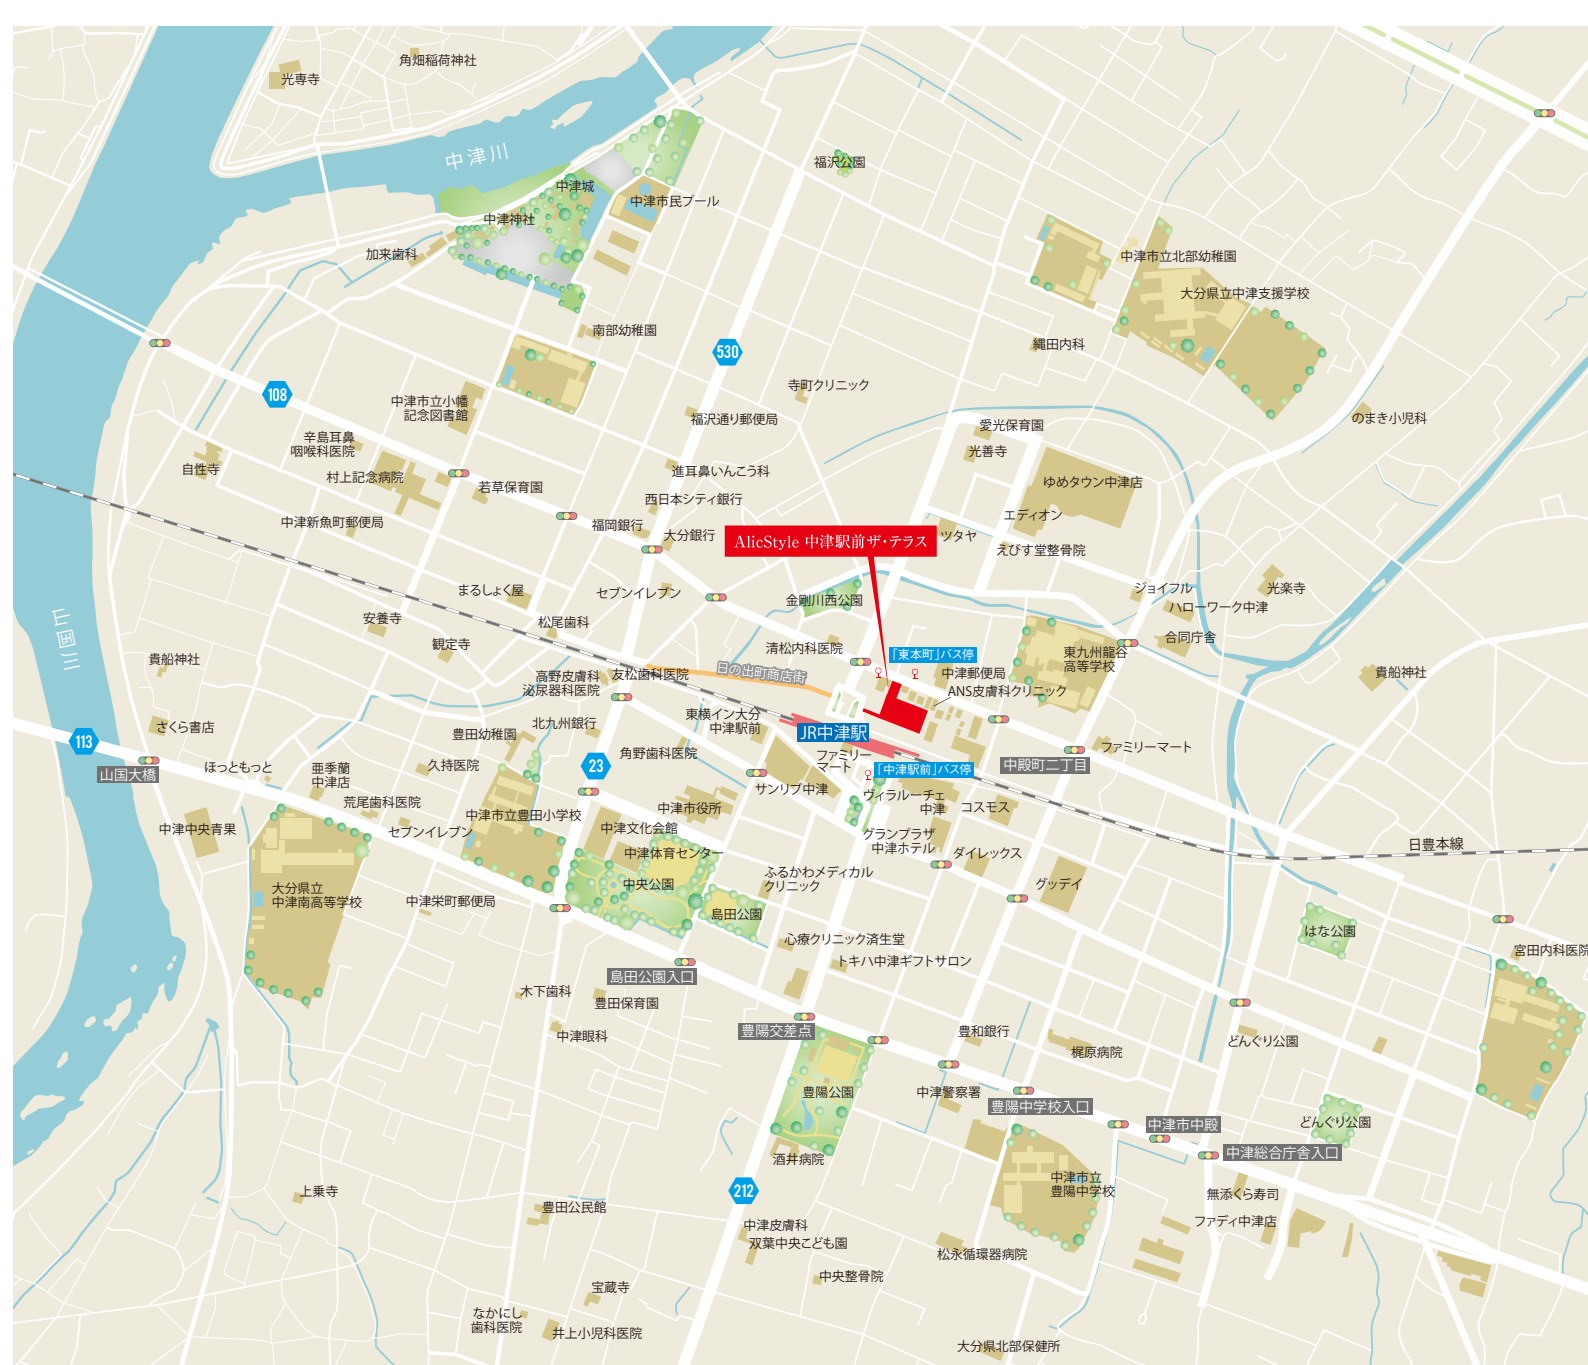 角畑稲荷神社
光専寺
中津川
福沢公園
中津城
中津市民プール
中津神社
加来歯科
中津市立北部幼稚園
大分県立中津支援学校
南部幼稚園
縄田内科
530
108
寺町クリニック
中津市立小幡
記念図書館
福沢通り郵便局
のまき小児科
愛光保育園
辛島耳鼻
咽喉科医院
光善寺
自性寺
村上記念病院
進耳鼻いんこう科
ゆめタウン中津店
若草保育園
西日本シティ銀行
中津新魚町郵便局
福岡銀行
大分銀行
エディオン
AlicStyle 中津駅前ザ・テラス
ツタヤ
えびす堂整骨院
まるしょく屋
セブンイレブン
金剛川西公園
ジョイフル
光楽寺
ハローワーク中津
山国川
安養寺
松尾歯科
合同庁舎
観定寺
清松内科医院
「東本町」バス停
東九州龍谷
高等学校
貴船神社
高野皮膚科
泌尿器科医院
友松歯科医院
日の出町商店街
中津郵便局
ANS皮膚科クリニック
貴船神社
さくら書店
北九州銀行
東横イン大分
中津駅前
JR中津駅
113
豊田幼稚園
角野歯科医院
ファミリー
マート
ファミリーマート
山国大橋
ほっともっと
亜季蘭
中津店
久持医院
23
「中津駅前」バス停
中殿町二丁目
サンリブ中津
荒尾歯科医院
中津市立豊田小学校
中津市役所
ヴィラルーチェ
中津
コスモス
中津中央青果
セブンイレブン
中津文化会館
グランプラザ
中津ホテル
日豊本線
中津体育センター
ダイレックス
大分県立
中津南高等学校
中央公園
ふるかわメディカル
クリニック
グッデイ
中津栄町郵便局
島田公園
はな公園
心療クリニック済生堂
宮田内科医院
トキハ中津ギフトサロン
島田公園入口
木下歯科
豊田保育園
豊陽交差点
豊和銀行
中津眼科
どんぐり公園
梶原病院
豊陽公園
中津警察署
豊陽中学校入口
中津市中殿
どんぐり公園
中津総合庁舎入口
酒井病院
中津市立
豊陽中学校
上乗寺
212
無添くら寿司
豊田公民館
ファディ中津店
中津皮膚科
双葉中央こども園
松永循環器病院
中央整骨院
宝蔵寺
なかにし
歯科医院
井上小児科医院
大分県北部保健所